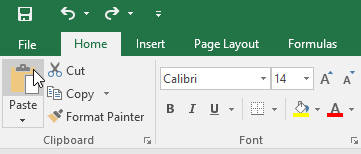 File Home Insert Page Layout Formulas
Cut
Calibri 14 A A
Copy
Paste
Format Painter
B I U A
Clipboard Font